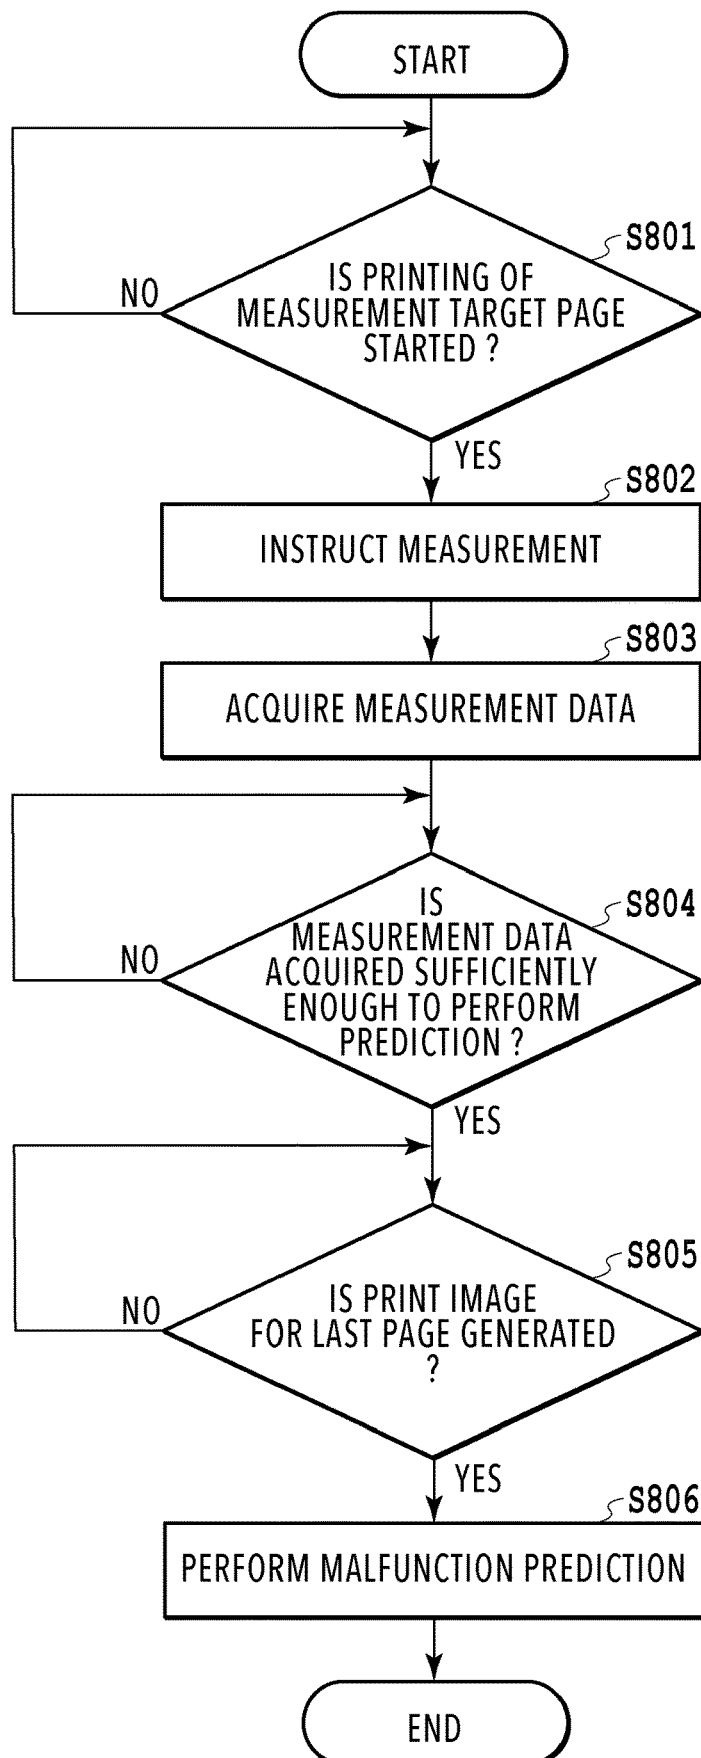 START
S801
IS PRINTING OF
MEASUREMENT TARGET PAGE
STARTED ?
NO
YES
S802
INSTRUCT MEASUREMENT
S803
ACQUIRE MEASUREMENT DATA
S804
IS
MEASUREMENT DATA
ACQUIRED SUFFICIENTLY
ENOUGH TO PERFORM
PREDICTION ?
NO
YES
S805
IS PRINT IMAGE
FOR LAST PAGE GENERATED
?
NO
YES
S806
PERFORM MALFUNCTION PREDICTION
END